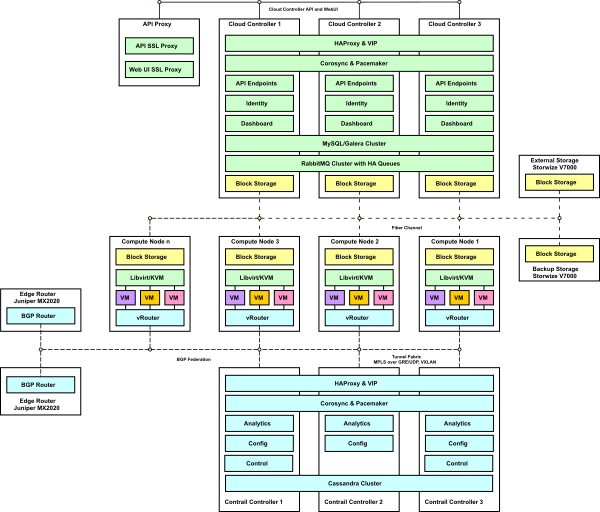 Cloud Controller API and WebUI
API Proxy
API SSL Proxy
Web UI SSL Proxy
Cloud Controller 1
Cloud Controller 2
Cloud Controller 3
HAProxy & VIP
Corosync & Pacemaker
API Endpoints
API Endpoints
API Endpoints
Identity
Identity
Identity
Dashboard
Dashboard
Dashboard
MySQL/Galera Cluster
RabbitMQ Cluster with HA Queues
Block Storage
Block Storage
Block Storage
External Storage
Storwize V7000
Block Storage
Fiber Channel
Compute Node n
Block Storage
Libvirt/KVM
VM
VM
VM
vRouter
Compute Node 3
Block Storage
Libvirt/KVM
VM
VM
VM
vRouter
Compute Node 2
Block Storage
Libvirt/KVM
VM
VM
VM
vRouter
Compute Node 1
Block Storage
Libvirt/KVM
VM
VM
VM
vRouter
Block Storage
Backup Storage
Storwize V7000
Edge Router
Juniper MX2020
BGP Router
BGP Federation
Tunnel Fabric
MPLS over GRE/UDP, VXLAN
BGP Router
Edge Router
Juniper MX2020
HAProxy & VIP
Corosync & Pacemaker
Analytics
Analytics
Analytics
Config
Config
Config
Control
Control
Cassandra Cluster
Contrail Controller 1
Contrail Controller 2
Contrail Controller 3